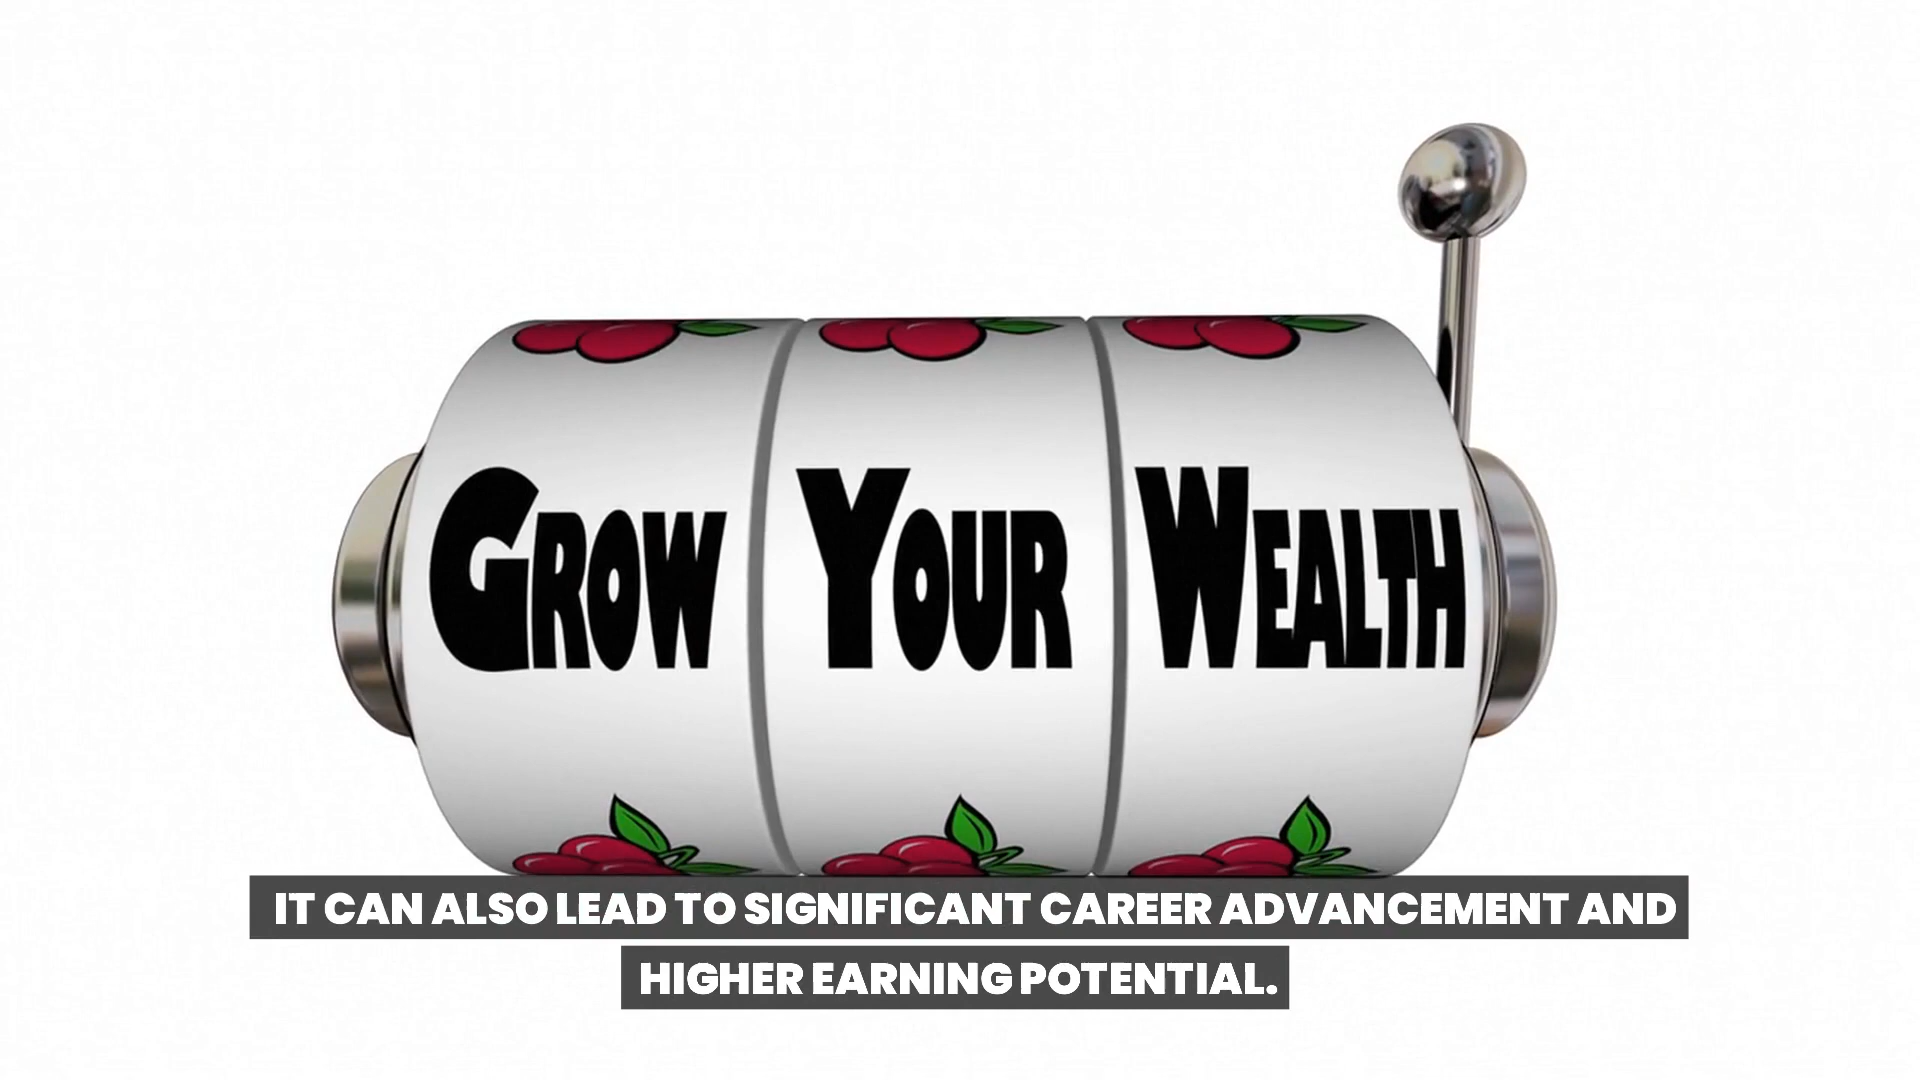 GROW YOUR WEALTH
IT CAN ALSO LEAD TO SIGNIFICANT CAREER ADVANCEMENT AND
HIGHER EARNING POTENTIAL.